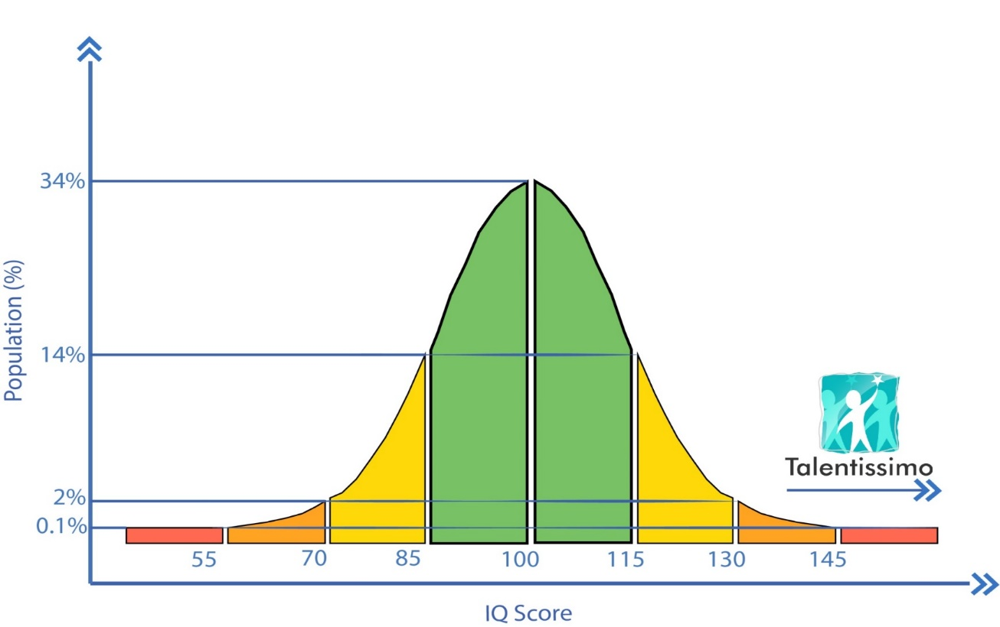 34%
14%
2%
0.1%
Population (%)
Talentissimo
55 70 85 100 115 130 145
IQ Score